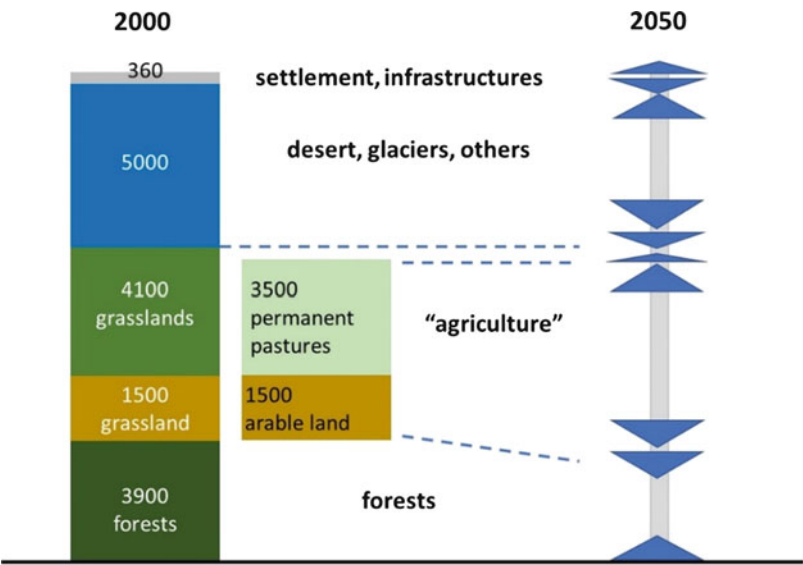 2000
2050
360
settlement, infrastructures
5000
desert, glaciers, others
4100
grasslands
3500
permanent
pastures
“agriculture”
1500
grassland
1500
arable land
3900
forests
forests